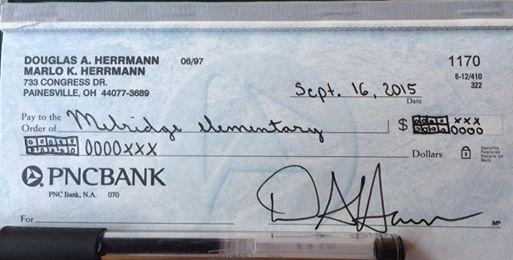 DOUGLAS A. HERRMANN 06/97 1170
MARLO K. HERRMANN 6-12/410
733 CONGRESS DR. 322
PAINESVILLE, OH 44077-3689
Sept. 16, 2015
Date
Pay to the
Order of Melridge elementary $ xxx
0000
0000xxx Dollars Security Features Details on Back
PNCBANK
PNC Bank, N.A. 070
For MP